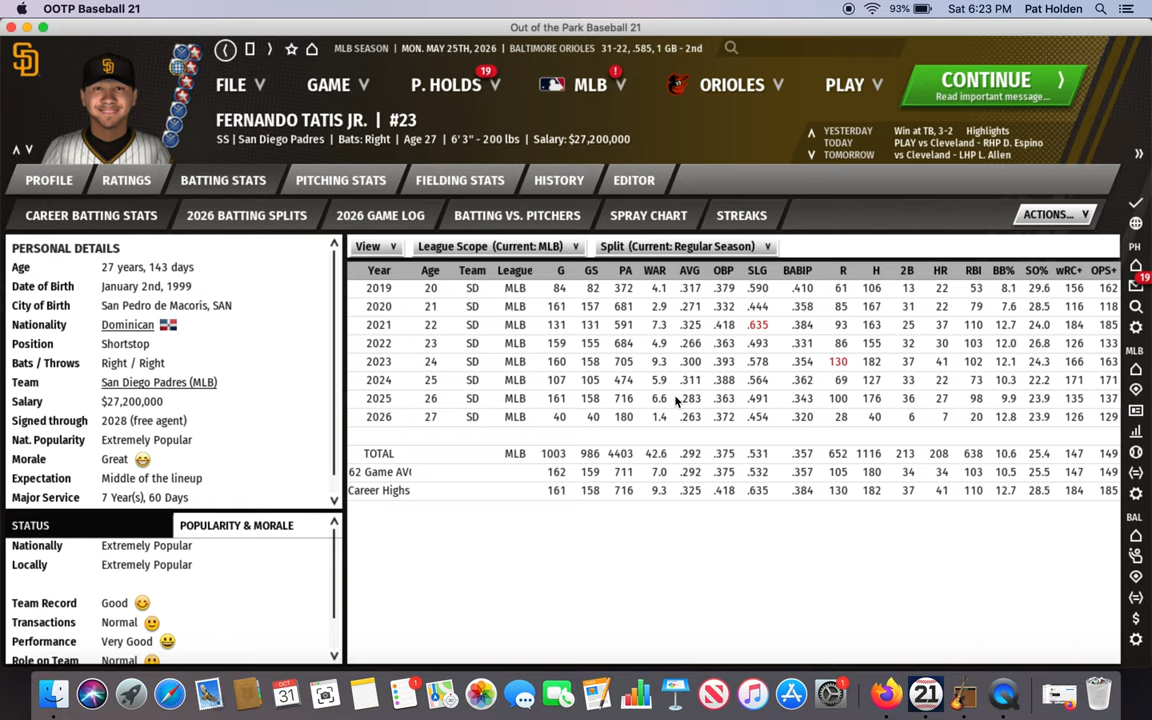 OOTP Baseball 21 93% Sat 6:23 PM Pat Holden
Out of the Park Baseball 21
MLB SEASON | MON. MAY 25TH, 2026 | BALTIMORE ORIOLES 31-22, .585, 1 GB - 2nd
FILE GAME P. HOLDS 19 MLB ! ORIOLES PLAY CONTINUE
Read important message...
FERNANDO TATIS JR. | #23
SS | San Diego Padres | Bats: Right | Age 27 | 6' 3" - 200 lbs | Salary: $27,200,000
YESTERDAY Win at TB, 3-2 Highlights
TODAY PLAY vs Cleveland - RHP D. Espino
TOMORROW vs Cleveland - LHP L. Allen
PROFILE RATINGS BATTING STATS PITCHING STATS FIELDING STATS HISTORY EDITOR
CAREER BATTING STATS 2026 BATTING SPLITS 2026 GAME LOG BATTING VS. PITCHERS SPRAY CHART STREAKS ACTIONS...
PERSONAL DETAILS
Age 27 years, 143 days
Date of Birth January 2nd, 1999
City of Birth San Pedro de Macorís, SAN
Nationality Dominican
Position Shortstop
Bats / Throws Right / Right
Team San Diego Padres (MLB)
Salary $27,200,000
Signed through 2028 (free agent)
Nat. Popularity Extremely Popular
Morale Great
Expectation Middle of the lineup
Major Service 7 Year(s), 60 Days
STATUS POPULARITY & MORALE
Nationally Extremely Popular
Locally Extremely Popular
Team Record Good
Transactions Normal
Performance Very Good
Role on Team Normal
View League Scope (Current: MLB) Split (Current: Regular Season)
Year Age Team League G GS PA WAR AVG OBP SLG BABIP R H 2B HR RBI BB% SO% wRC+ OPS+
2019 20 SD MLB 84 82 372 4.1 .317 .379 .590 .410 61 106 13 22 53 8.1 29.6 156 162
2020 21 SD MLB 161 157 681 2.9 .271 .332 .444 .358 85 167 31 22 79 7.6 28.5 116 118
2021 22 SD MLB 131 131 591 7.3 .325 .418 .635 .384 93 163 25 37 110 12.7 24.0 184 185
2022 23 SD MLB 159 155 684 4.9 .266 .363 .493 .331 86 155 32 30 103 12.0 26.8 126 133
2023 24 SD MLB 160 158 705 9.3 .300 .393 .578 .354 130 182 37 41 102 12.1 24.3 166 163
2024 25 SD MLB 107 105 474 5.9 .311 .388 .564 .362 69 127 33 22 73 10.3 22.2 171 171
2025 26 SD MLB 161 158 716 6.6 .283 .363 .491 .343 100 176 36 27 98 9.9 23.9 135 137
2026 27 SD MLB 40 40 180 1.4 .263 .372 .454 .320 28 40 6 7 20 12.8 23.9 126 129
TOTAL MLB 1003 986 4403 42.6 .292 .375 .531 .357 652 1116 213 208 638 10.6 25.4 147 149
62 Game AVG 162 159 711 7.0 .292 .375 .532 .357 105 180 34 34 103 10.5 25.5 147 149
Career Highs 161 158 716 9.3 .325 .418 .635 .384 130 182 37 41 110 12.7 28.5 184 185
PH
19
MLB
BAL
OCT
31
1
21
1